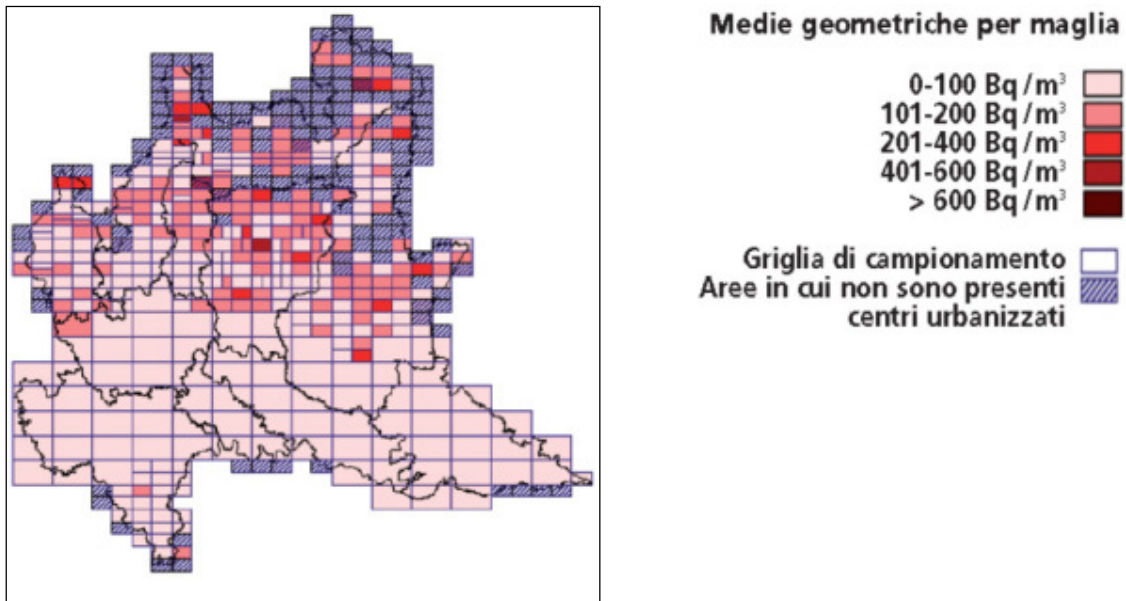 Medie geometriche per maglia
0-100 Bq/m³
101-200 Bq/m³
201-400 Bq/m³
401-600 Bq/m³
> 600 Bq/m³
Griglia di campionamento
Aree in cui non sono presenti
centri urbanizzati